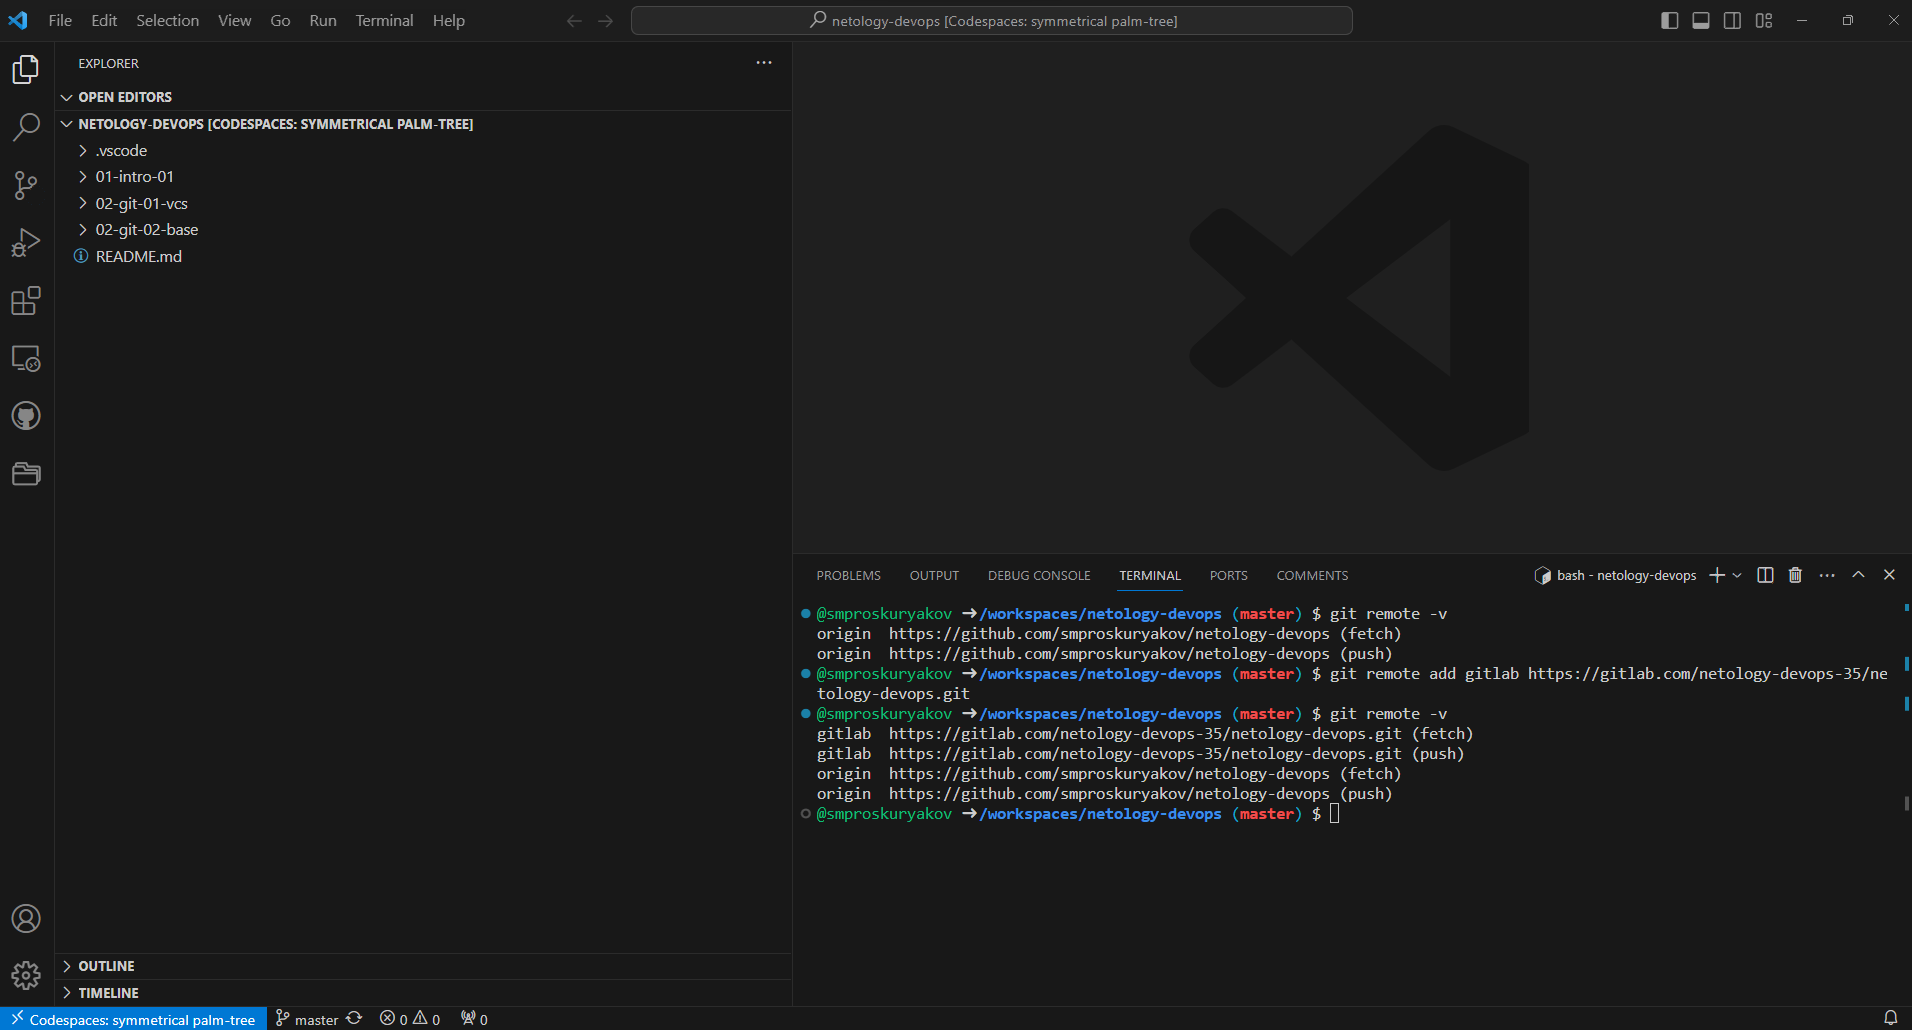 File Edit Selection View Go Run Terminal Help
netology-devops [Codespaces: symmetrical palm-tree]
EXPLORER
OPEN EDITORS
NETOLOGY-DEVOPS [CODESPACES: SYMMETRICAL PALM-TREE]
.vscode
01-intro-01
02-git-01-vcs
02-git-02-base
README.md
OUTLINE
TIMELINE
PROBLEMS OUTPUT DEBUG CONSOLE TERMINAL PORTS COMMENTS
bash - netology-devops
@smproskuryakov ➜/workspaces/netology-devops (master) $ git remote -v
origin  https://github.com/smproskuryakov/netology-devops (fetch)
origin  https://github.com/smproskuryakov/netology-devops (push)
@smproskuryakov ➜/workspaces/netology-devops (master) $ git remote add gitlab https://gitlab.com/netology-devops-35/ne
tology-devops.git
@smproskuryakov ➜/workspaces/netology-devops (master) $ git remote -v
gitlab  https://gitlab.com/netology-devops-35/netology-devops.git (fetch)
gitlab  https://gitlab.com/netology-devops-35/netology-devops.git (push)
origin  https://github.com/smproskuryakov/netology-devops (fetch)
origin  https://github.com/smproskuryakov/netology-devops (push)
@smproskuryakov ➜/workspaces/netology-devops (master) $
Codespaces: symmetrical palm-tree master 0 0 0